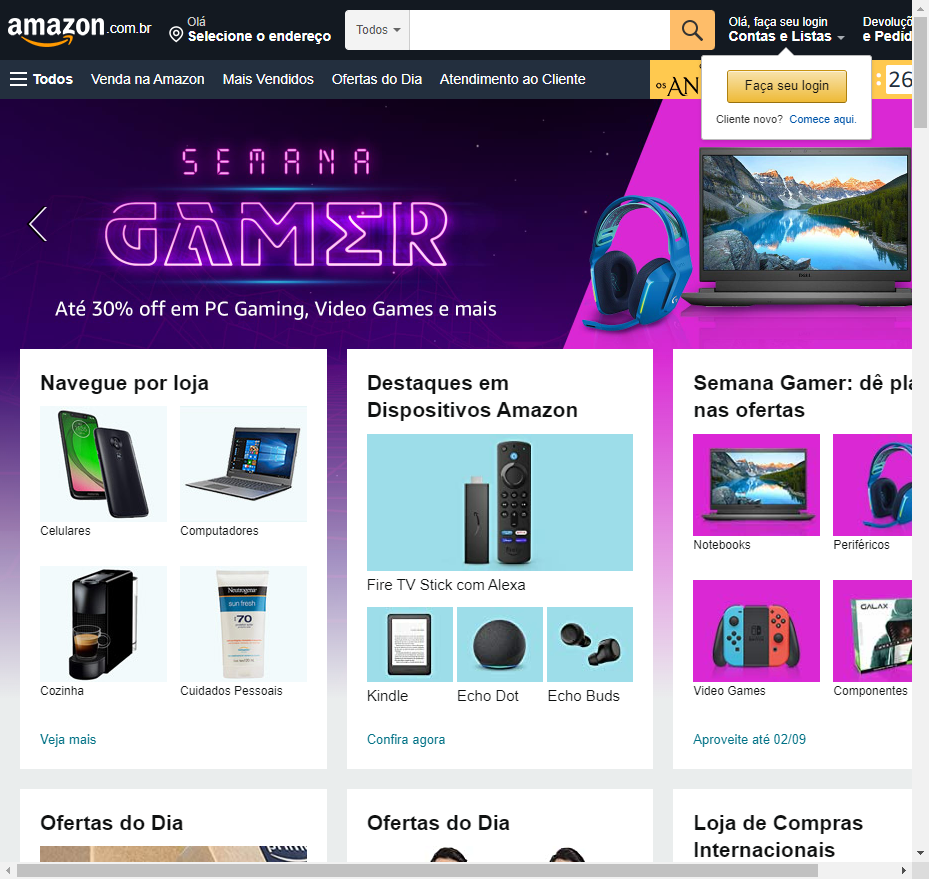 amazon.com.br
Olá
Selecione o endereço
Todos
Olá, faça seu login
Contas e Listas
e Pedid
Todos
Venda na Amazon
Mais Vendidos
Ofertas do Dia
Atendimento ao Cliente
os AN
: 26
Faça seu login
Cliente novo? Comece aqui.
SEMANA
GAMER
Até 30% off em PC Gaming, Video Games e mais
Navegue por loja
Celulares
Computadores
Cozinha
Neutrogena
sun fresh
70
Cuidados Pessoais
Veja mais
Destaques em
Dispositivos Amazon
Fire TV Stick com Alexa
Kindle
Echo Dot
Echo Buds
Confira agora
Semana Gamer: dê pla
nas ofertas
Notebooks
Periféricos
Video Games
GALAX
Componentes
Aproveite até 02/09
Ofertas do Dia
Ofertas do Dia
Loja de Compras
Internacionais